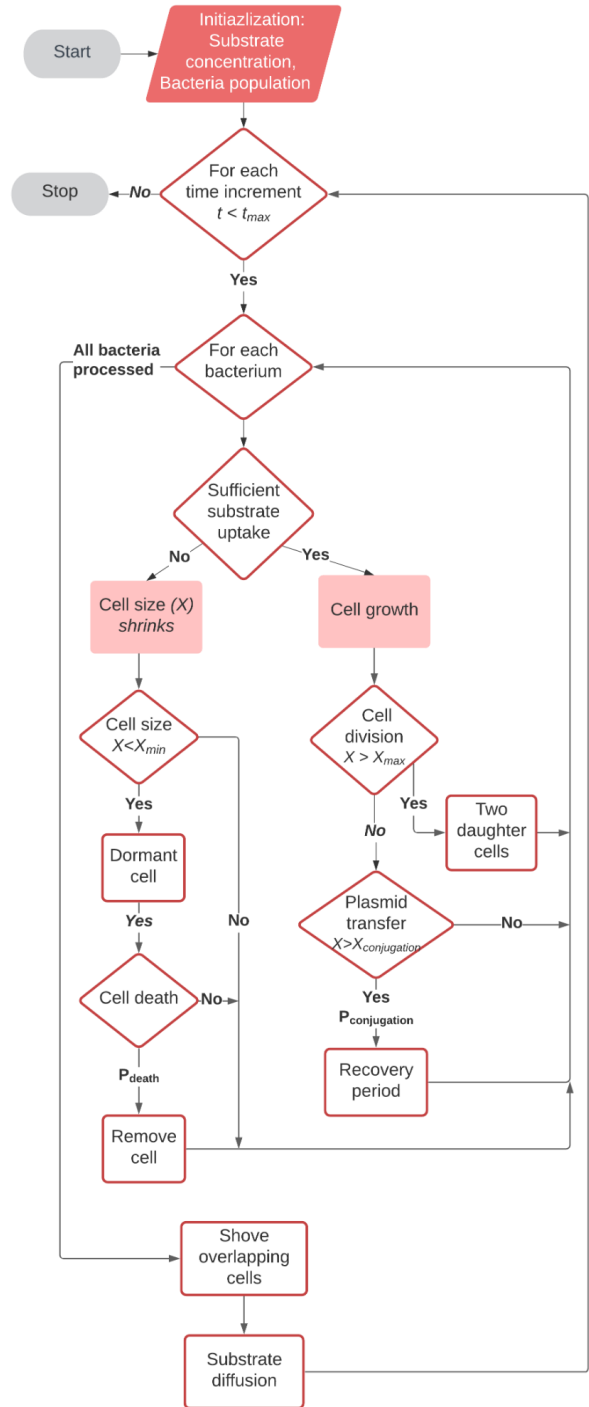 Start
Initiazlization:
Substrate
concentration,
Bacteria population
For each
time increment
t < tmax
No
Stop
Yes
All bacteria
processed
For each
bacterium
Sufficient
substrate
uptake
No
Yes
Cell size (X)
shrinks
Cell growth
Cell size
X<Xmin
Cell
division
X > Xmax
Yes
Yes
Two
daughter
cells
No
Dormant
cell
Plasmid
transfer
X>Xconjugation
No
Yes
No
Cell death
No
Yes
Pconjugation
Pdeath
Recovery
period
Remove
cell
Shove
overlapping
cells
Substrate
diffusion